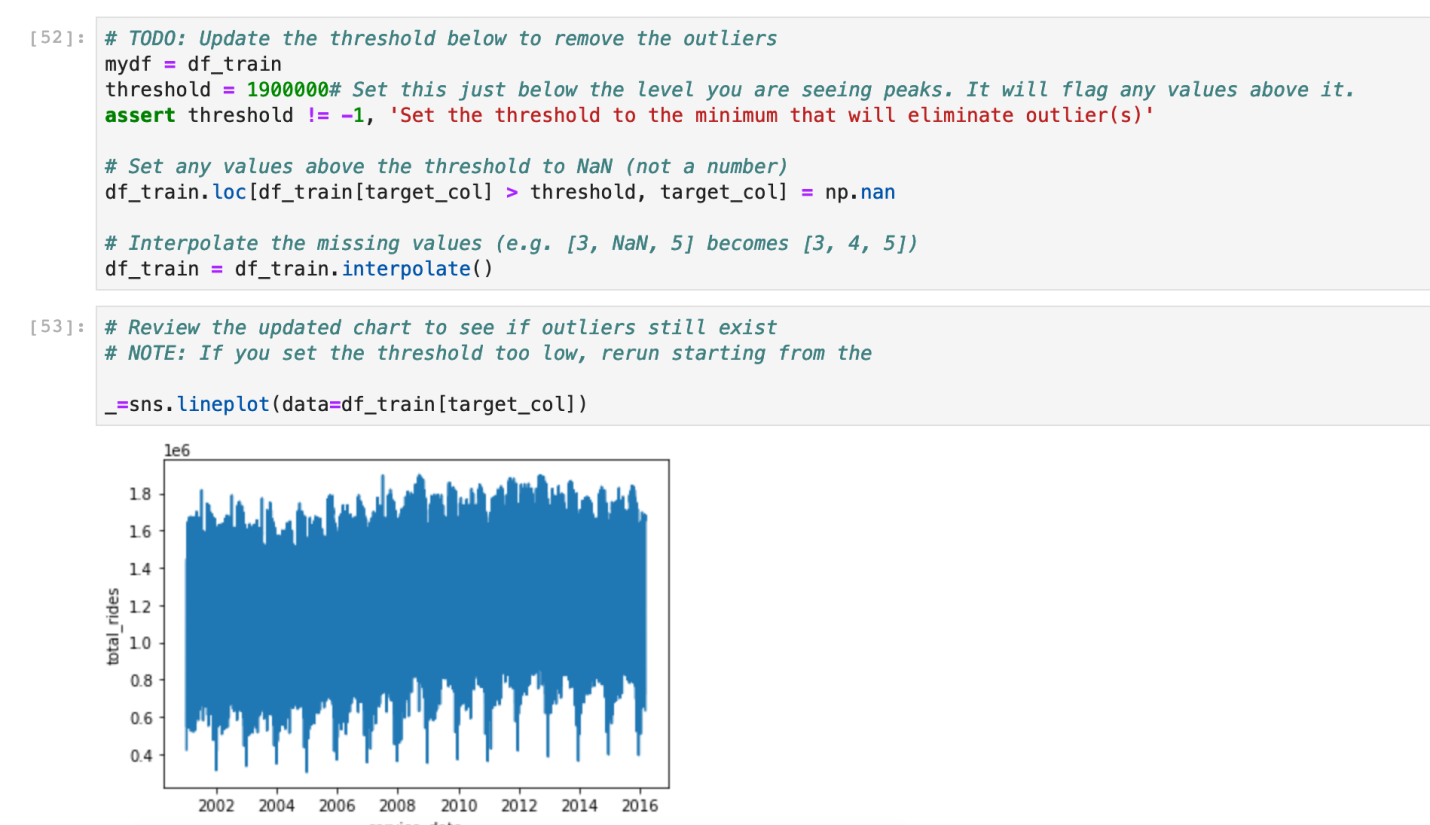 [52]: # TODO: Update the threshold below to remove the outliers
mydf = df_train
threshold = 1900000# Set this just below the level you are seeing peaks. It will flag any values above it.
assert threshold != -1, 'Set the threshold to the minimum that will eliminate outlier(s)'
# Set any values above the threshold to NaN (not a number)
df_train.loc[df_train[target_col] > threshold, target_col] = np.nan
# Interpolate the missing values (e.g. [3, NaN, 5] becomes [3, 4, 5])
df_train = df_train.interpolate()
[53]: # Review the updated chart to see if outliers still exist
# NOTE: If you set the threshold too low, rerun starting from the
_=sns.lineplot(data=df_train[target_col])
1e6
1.8
1.6
1.4
1.2
1.0
0.8
0.6
0.4
total_rides
2002 2004 2006 2008 2010 2012 2014 2016